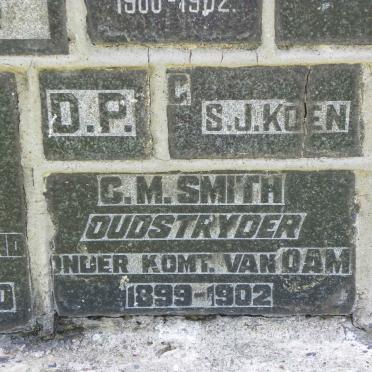 1900-1902.
D.P.
C
S.J.KOEN
C.M. SMITH
OUDSTRYDER
ONDER KOMT. VAN DAM
1899-1902